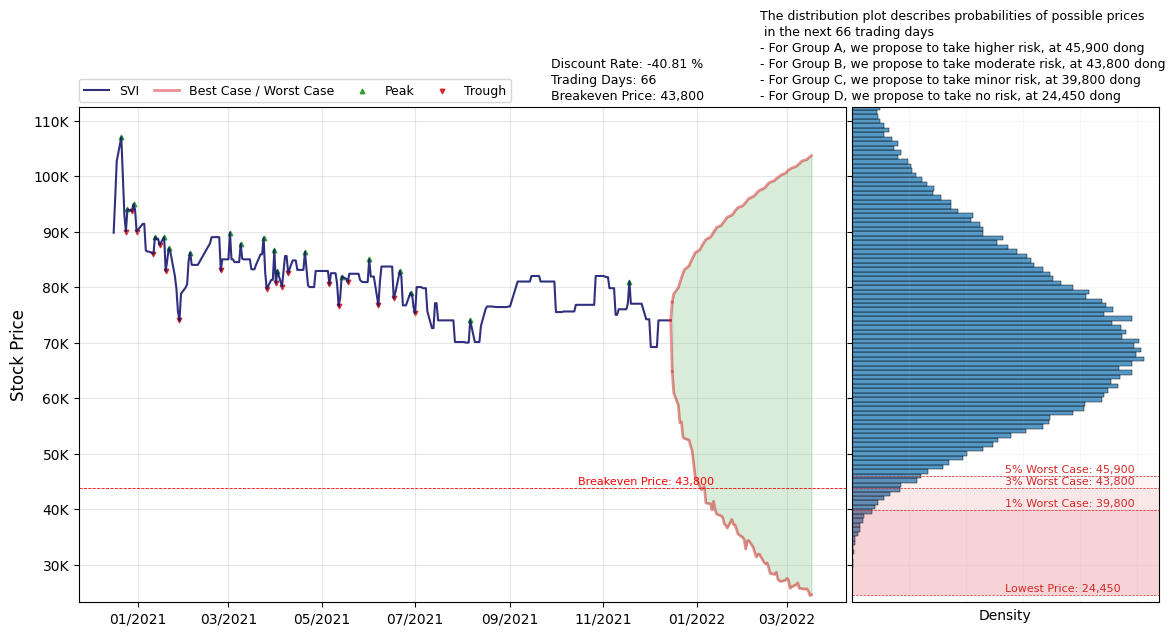 The distribution plot describes probabilities of possible prices
in the next 66 trading days
- For Group A, we propose to take higher risk, at 45,900 dong
- For Group B, we propose to take moderate risk, at 43,800 dong
- For Group C, we propose to take minor risk, at 39,800 dong
- For Group D, we propose to take no risk, at 24,450 dong
Discount Rate: -40.81 %
Trading Days: 66
Breakeven Price: 43,800
SVI
Best Case / Worst Case
Peak
Trough
Stock Price
110K
100K
90K
80K
70K
60K
50K
40K
30K
Breakeven Price: 43,800
01/2021
03/2021
05/2021
07/2021
09/2021
11/2021
01/2022
03/2022
5% Worst Case: 45,900
3% Worst Case: 43,800
1% Worst Case: 39,800
Lowest Price: 24,450
Density